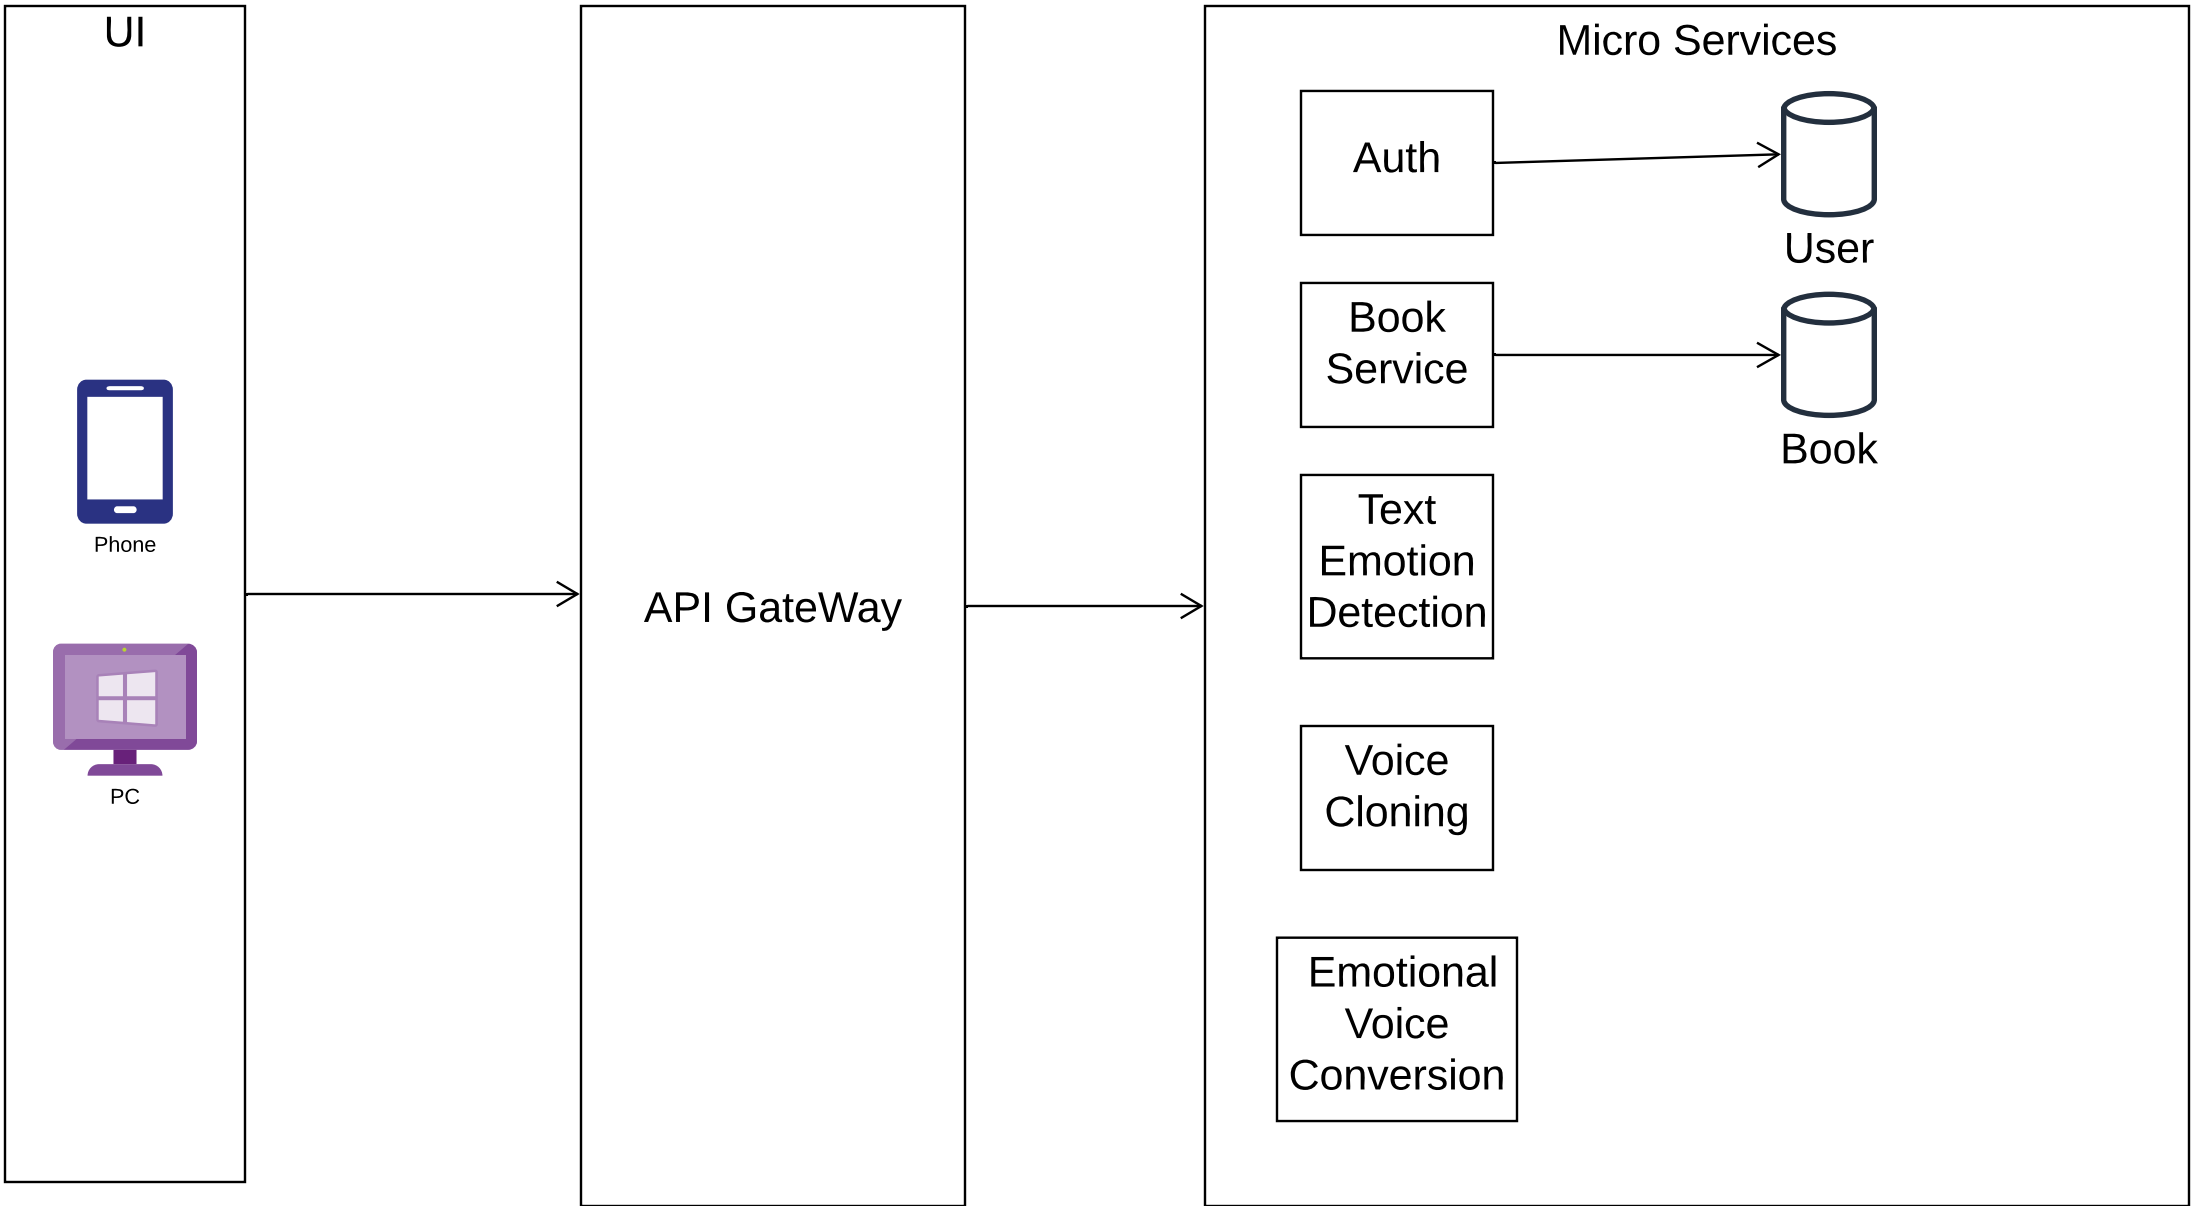 UI
Phone
PC
API GateWay
Micro Services
Auth
User
Book
Service
Book
Text
Emotion
Detection
Voice
Cloning
Emotional
Voice
Conversion